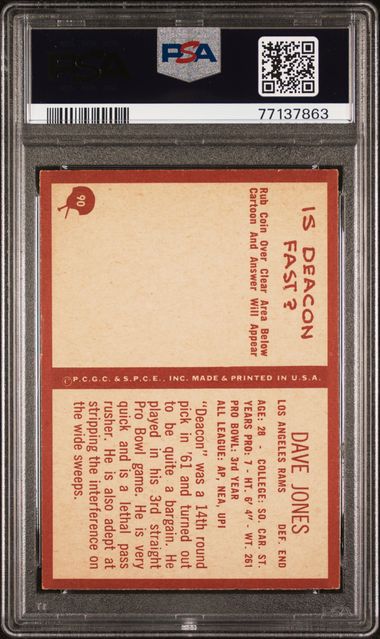 PSA
77137863
90
IS DEACON
FAST?
Rub Coin Over Clear Area Below
Cartoon And Answer Will Appear
©P.C.G.C. & S.P.C.E., INC. MADE & PRINTED IN U.S.A.
DAVE JONES
LOS ANGELES RAMS DEF. END
AGE: 28 - COLLEGE: SO. CAR. ST.
YEARS PRO: 7 - HT. 6' 4" - WT. 261
PRO BOWL: 3rd YEAR
ALL LEAGUE: AP, NEA, UPI
"Deacon" was a 14th round
pick in '61 and turned out
to be quite a bargain. He
played in his 3rd straight
Pro Bowl game. He is very
quick and is a lethal pass
rusher. He is also adept at
stripping the interference on
the wide sweeps.